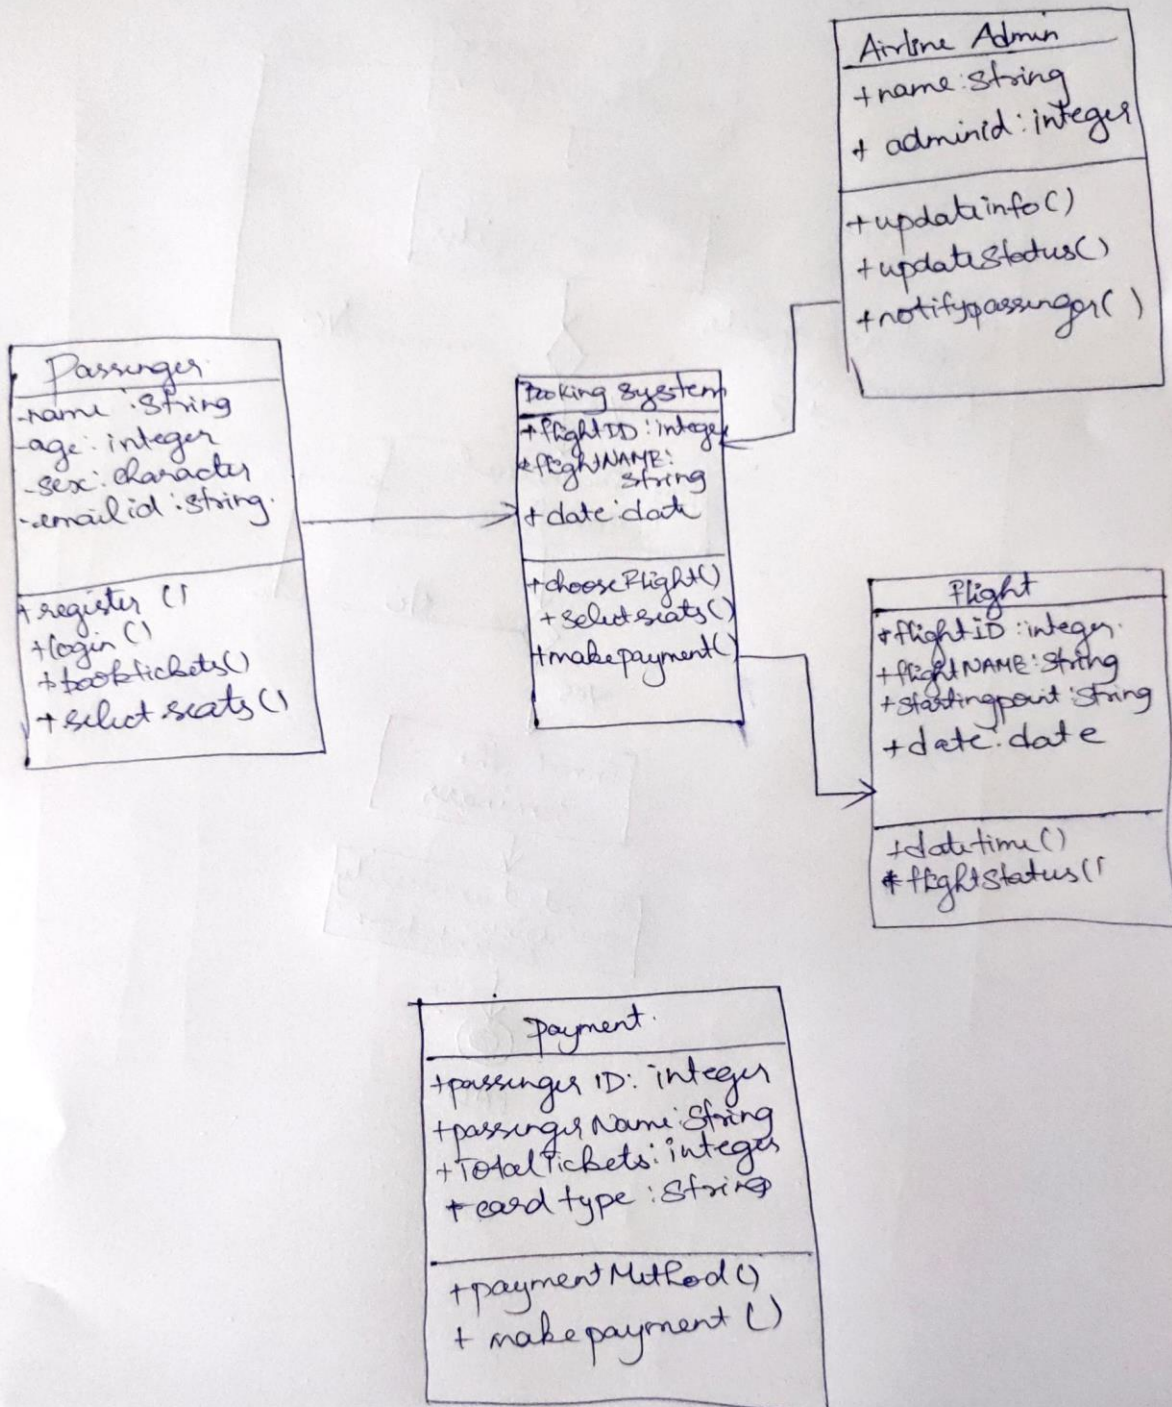 Airline Admin
+name:String
+ adminid:integer
+updateinfo()
+updateStatus()
+notifypassenger( )
Passenger
-name :String
-age: integer
-sex: character
-emailid:string.
+register ()
+login()
+booktickets()
+select seats()
Booking System
+flightID:integer
+flightNAME:
String
+date:date
+chooseFlight()
+selectseats()
+makepayment()
Flight
+flightID:integer.
+flightNAME:String
+startingpoint:String
+date:date
+datetime()
+flightStatus()
Payment.
+passenger ID: integer
+passengerName:String
+TotalTickets:integer
+card type :String
+paymentMethod()
+ makepayment ()